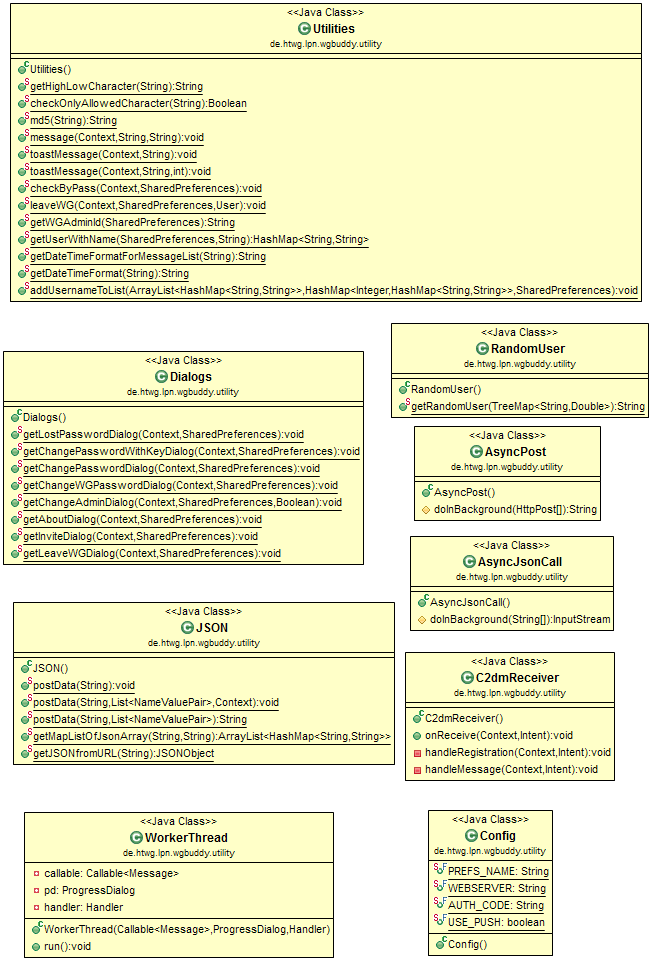 <<Java Class>>
Utilities
de.htwg.lpn.wgbuddy.utility
Utilities()
getHighLowCharacter(String):String
checkOnlyAllowedCharacter(String):Boolean
md5(String):String
message(Context,String,String):void
toastMessage(Context,String):void
toastMessage(Context,String,int):void
checkByPass(Context,SharedPreferences):void
leaveWG(Context,SharedPreferences,User):void
getWGAdminId(SharedPreferences):String
getUserWithName(SharedPreferences,String):HashMap<String,String>
getDateTimeFormatForMessageList(String):String
getDateTimeFormat(String):String
addUsernameToList(ArrayList<HashMap<String,String>>,HashMap<Integer,HashMap<String,String>>,SharedPreferences):void
<<Java Class>>
Dialogs
de.htwg.lpn.wgbuddy.utility
Dialogs()
getLostPasswordDialog(Context,SharedPreferences):void
getChangePasswordWithKeyDialog(Context,SharedPreferences):void
getChangePasswordDialog(Context,SharedPreferences):void
getChangeWGPasswordDialog(Context,SharedPreferences):void
getChangeAdminDialog(Context,SharedPreferences,Boolean):void
getAboutDialog(Context,SharedPreferences):void
getInviteDialog(Context,SharedPreferences):void
getLeaveWGDialog(Context,SharedPreferences):void
<<Java Class>>
RandomUser
de.htwg.lpn.wgbuddy.utility
RandomUser()
getRandomUser(TreeMap<String,Double>):String
<<Java Class>>
AsyncPost
de.htwg.lpn.wgbuddy.utility
AsyncPost()
doInBackground(HttpPost[]):String
<<Java Class>>
AsyncJsonCall
de.htwg.lpn.wgbuddy.utility
AsyncJsonCall()
doInBackground(String[]):InputStream
<<Java Class>>
JSON
de.htwg.lpn.wgbuddy.utility
JSON()
postData(String):void
postData(String,List<NameValuePair>,Context):void
postData(String,List<NameValuePair>):String
getMapListOfJsonArray(String,String):ArrayList<HashMap<String,String>>
getJSONfromURL(String):JSONObject
<<Java Class>>
C2dmReceiver
de.htwg.lpn.wgbuddy.utility
C2dmReceiver()
onReceive(Context,Intent):void
handleRegistration(Context,Intent):void
handleMessage(Context,Intent):void
<<Java Class>>
WorkerThread
de.htwg.lpn.wgbuddy.utility
callable: Callable<Message>
pd: ProgressDialog
handler: Handler
WorkerThread(Callable<Message>,ProgressDialog,Handler)
run():void
<<Java Class>>
Config
de.htwg.lpn.wgbuddy.utility
PREFS_NAME: String
WEBSERVER: String
AUTH_CODE: String
USE_PUSH: boolean
Config()